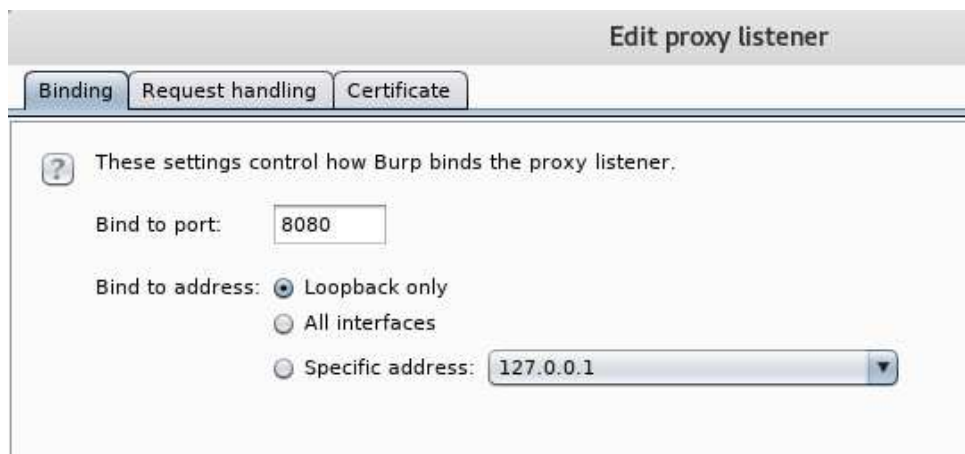 Edit proxy listener
Binding Request handling Certificate
? These settings control how Burp binds the proxy listener.
Bind to port: 8080
Bind to address: Loopback only
All interfaces
Specific address: 127.0.0.1